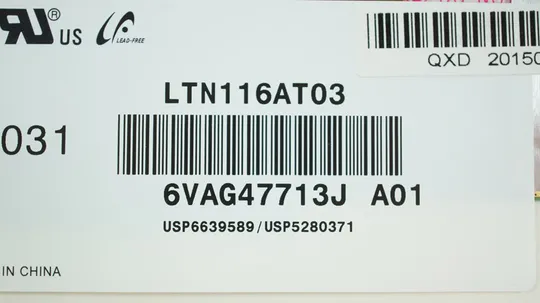 US
LEAD-FREE
QXD 20150
LTN116AT03
031
6VAG47713J A01
USP6639589/USP5280371
IN CHINA